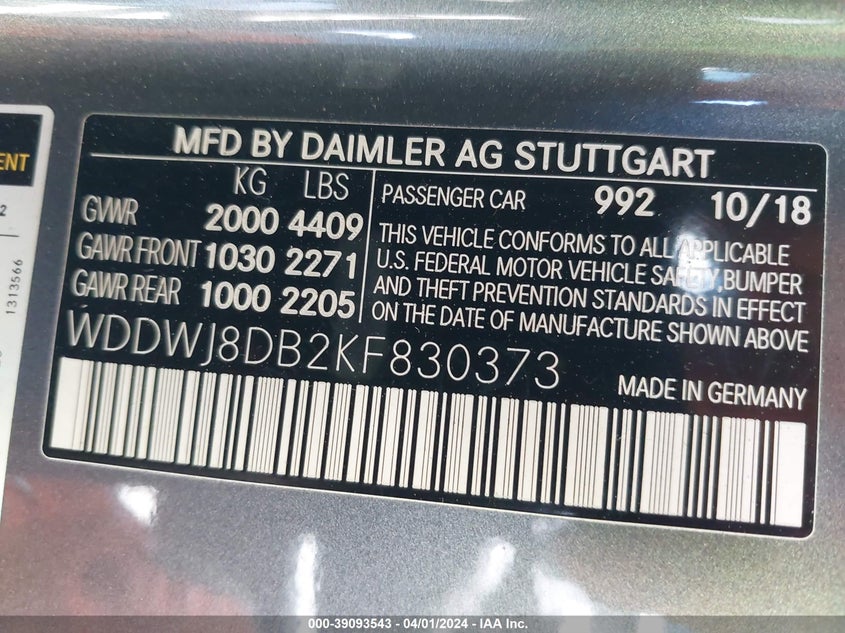 MFD BY DAIMLER AG STUTTGART
KG LBS
GVWR 2000 4409
GAWR FRONT 1030 2271
GAWR REAR 1000 2205
PASSENGER CAR 992 10/18
THIS VEHICLE CONFORMS TO ALL APPLICABLE
U.S. FEDERAL MOTOR VEHICLE SAFETY, BUMPER
AND THEFT PREVENTION STANDARDS IN EFFECT
ON THE DATE OF MANUFACTURE SHOWN ABOVE
WDDWJ8DB2KF830373
MADE IN GERMANY
1313566
000-39093543 - 04/01/2024 - IAA Inc.